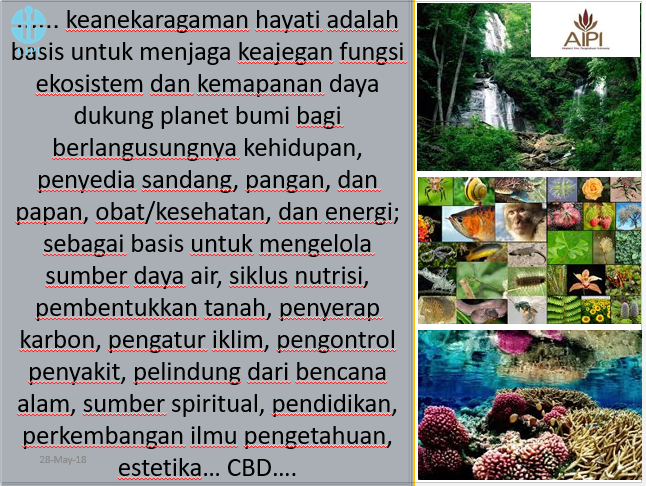 …… keanekaragaman hayati adalah
basis untuk menjaga keajegan fungsi
ekosistem dan kemapanan daya
dukung planet bumi bagi
berlangusungnya kehidupan,
penyedia sandang, pangan, dan
papan, obat/kesehatan, dan energi;
sebagai basis untuk mengelola
sumber daya air, siklus nutrisi,
pembentukkan tanah, penyerap
karbon, pengatur iklim, pengontrol
penyakit, pelindung dari bencana
alam, sumber spiritual, pendidikan,
perkembangan ilmu pengetahuan,
estetika… CBD….
28-May-18
AIPI